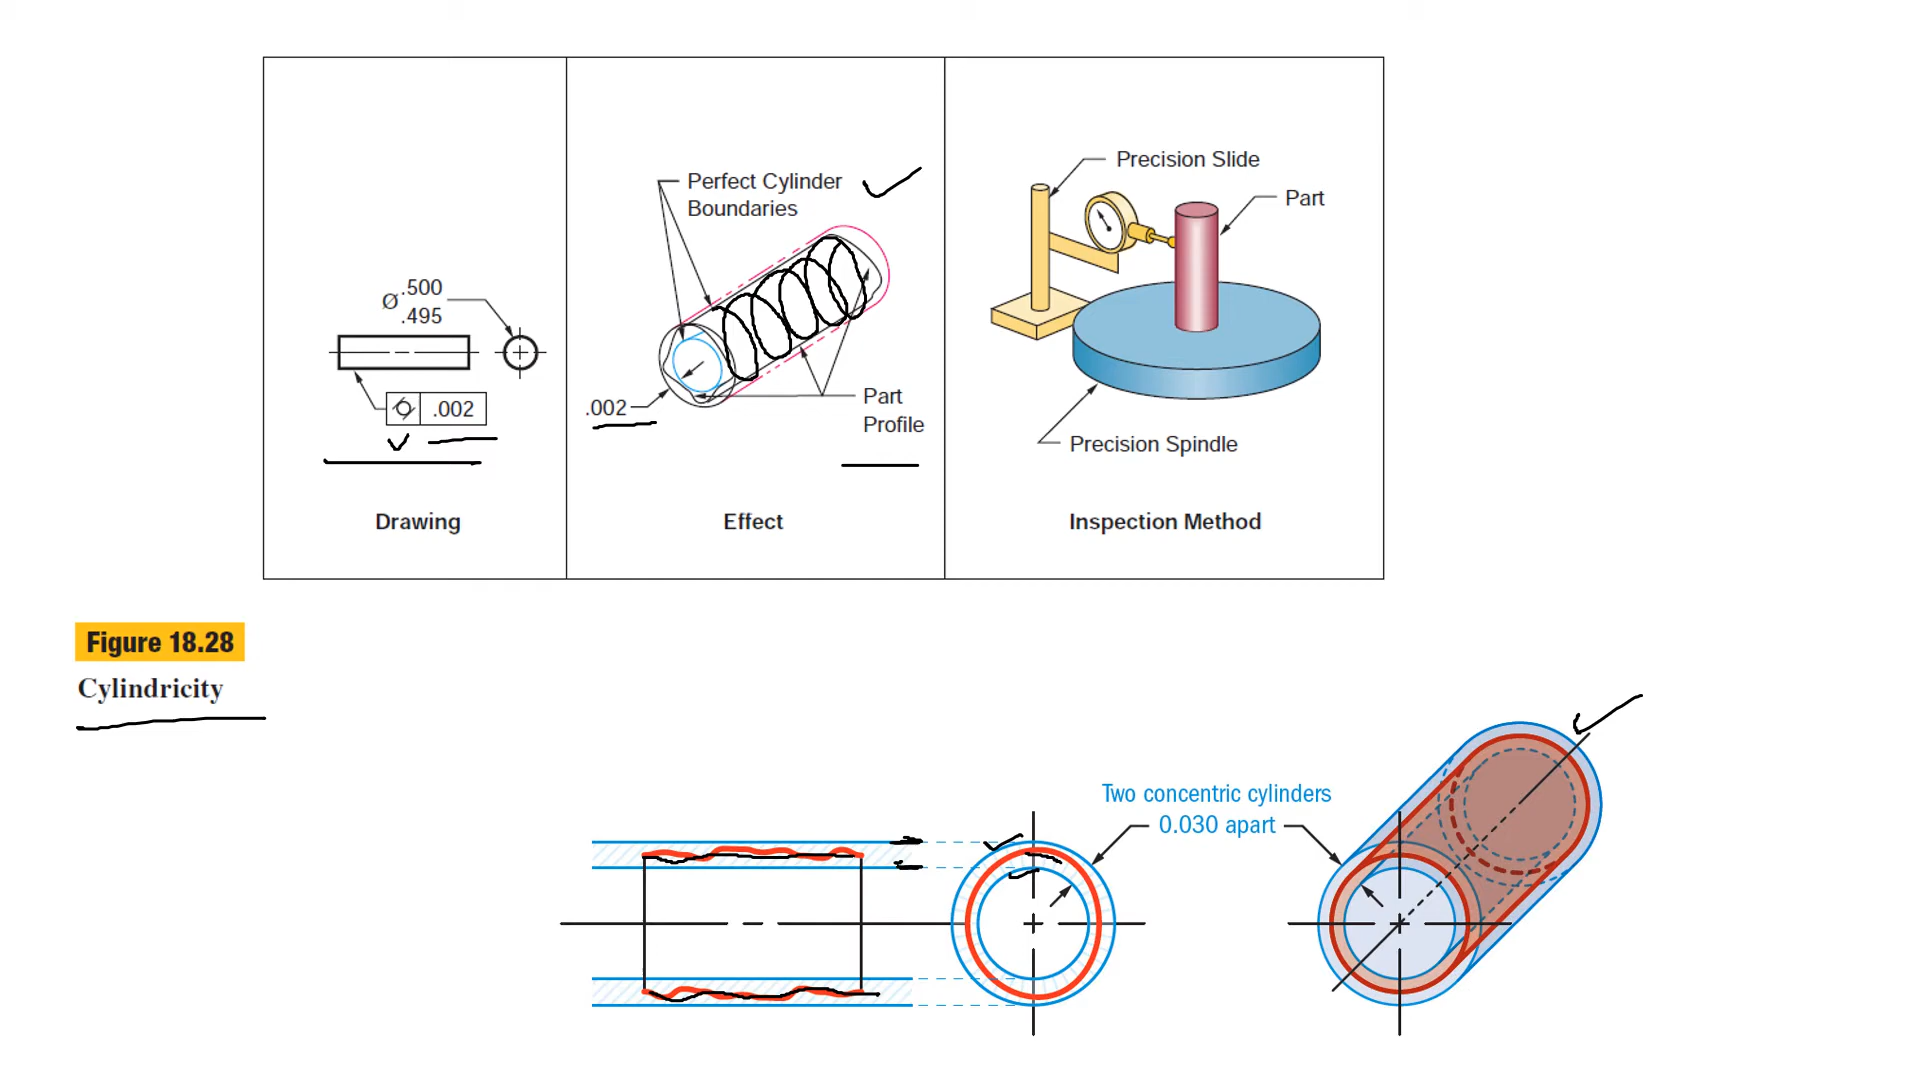 Ø .500
.495
.002
Drawing
Perfect Cylinder
Boundaries
.002
Part
Profile
Effect
Precision Slide
Part
Precision Spindle
Inspection Method
Figure 18.28
Cylindricity
Two concentric cylinders
0.030 apart